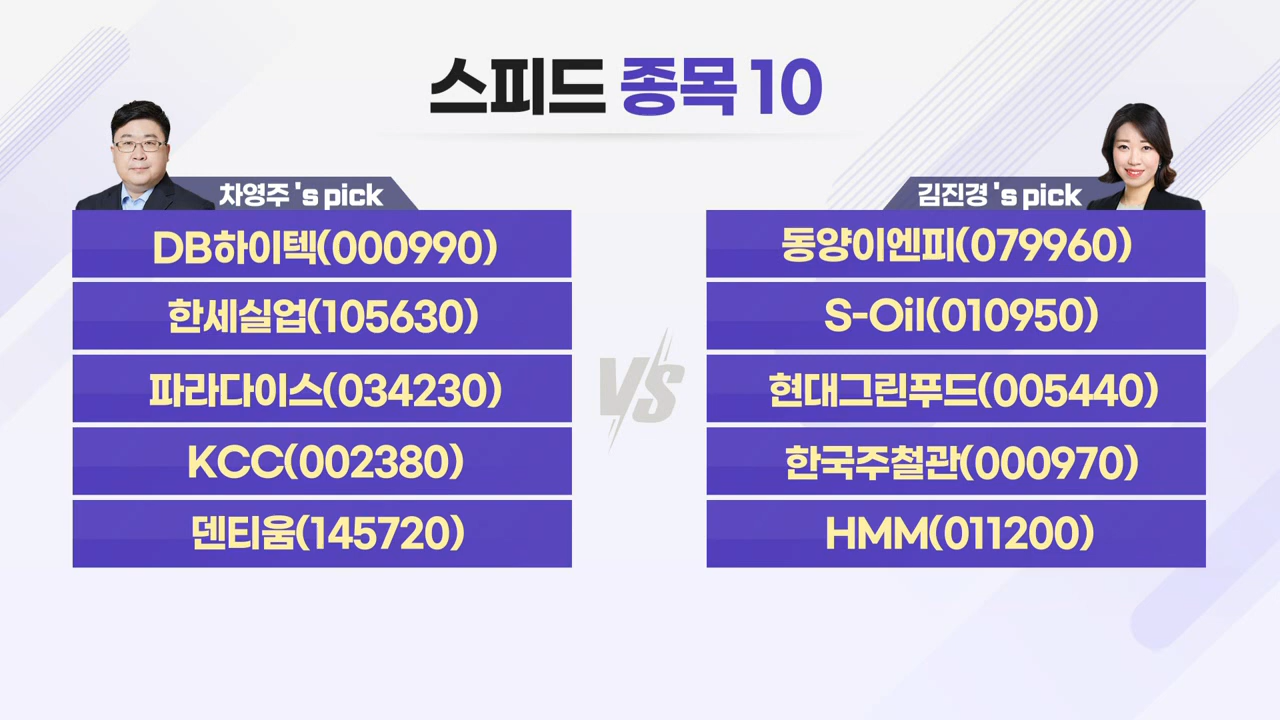 스피드 종목 10
차영주 's pick
DB하이텍(000990)
한세실업(105630)
파라다이스(034230)
KCC(002380)
덴티움(145720)
VS
김진경 's pick
동양이엔피(079960)
S-Oil(010950)
현대그린푸드(005440)
한국주철관(000970)
HMM(011200)